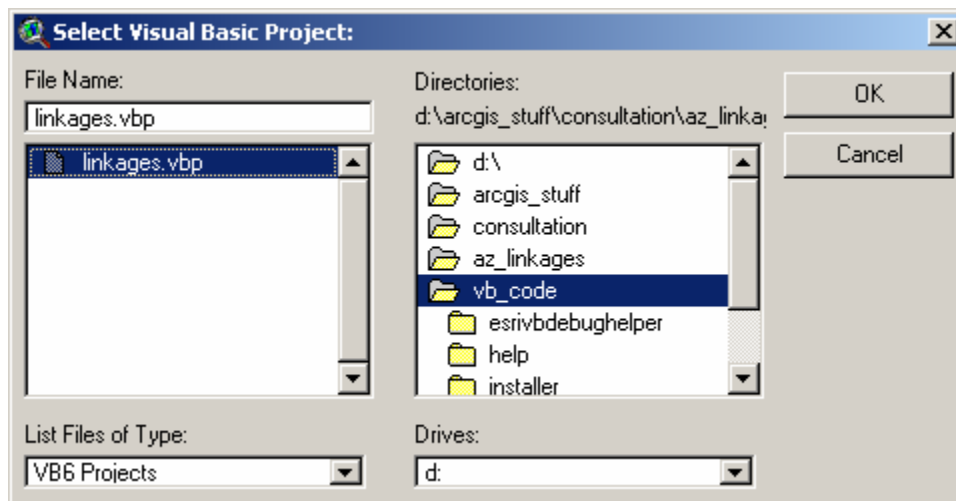 Select Visual Basic Project:
File Name:
linkages.vbp
linkages.vbp
List Files of Type:
VB6 Projects
Directories:
d:\arcgis_stuff\consultation\az_linkag
d:\
arcgis_stuff
consultation
az_linkages
vb_code
esrivbdebughelper
help
installer
Drives:
d:
OK
Cancel